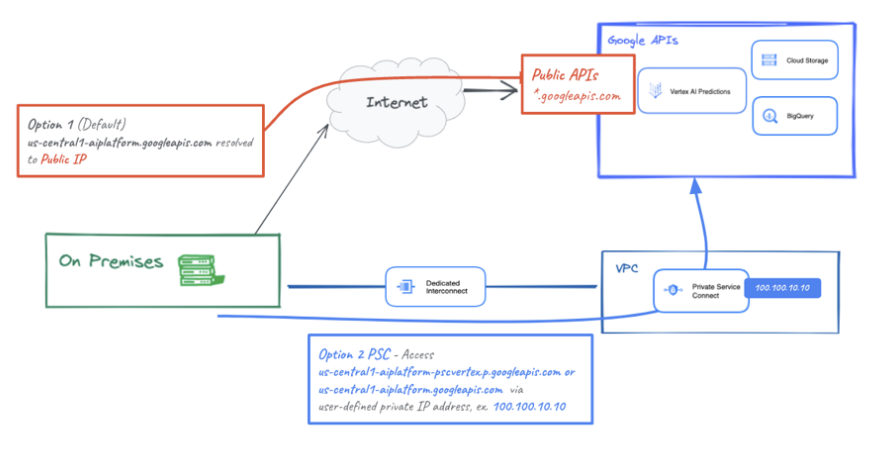 Google APIs
Cloud Storage
Public APIs
*.googleapis.com
Vertex AI Predictions
BigQuery
Internet
Option 1 (Default)
us-central1-aiplatform.googleapis.com resolved
to Public IP
On Premises
Dedicated
Interconnect
VPC
Private Service
Connect
100.100.10.10
Option 2 PSC - Access
us-central1-aiplatform-pscvertex.p.googleapis.com or
us-central1-aiplatform.googleapis.com via
user-defined private IP address, ex. 100.100.10.10